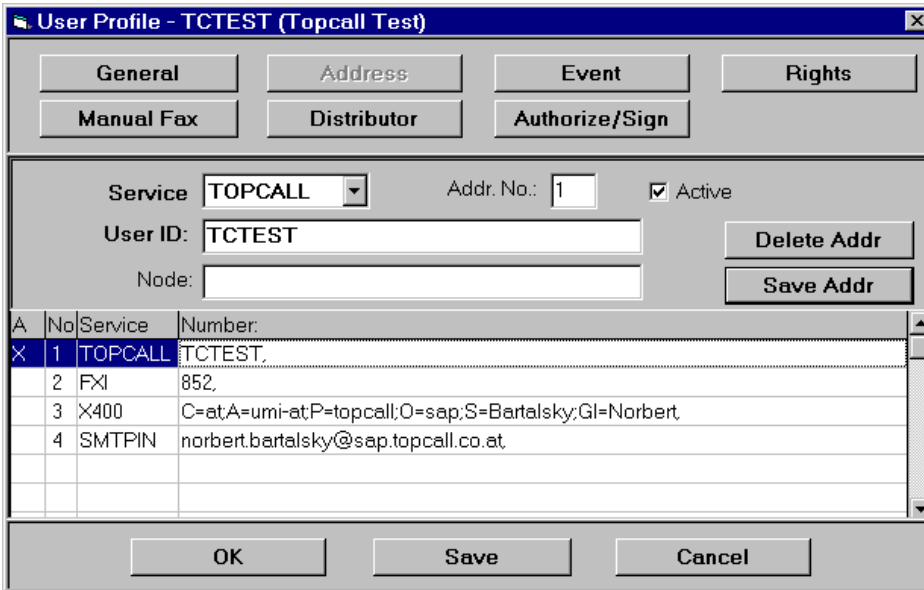 User Profile - TCTEST (Topcall Test)
General Address Event Rights
Manual Fax Distributor Authorize/Sign
Service TOPCALL Addr. No.: 1 Active
User ID: TCTEST Delete Addr
Node: Save Addr
A No Service Number:
X 1 TOPCALL TCTEST,
2 FXI 852,
3 X400 C=at;A=umi-at;P=topcall;O=sap;S=Bartalsky;GI=Norbert,
4 SMTPIN norbert.bartalsky@sap.topcall.co.at,
OK Save Cancel